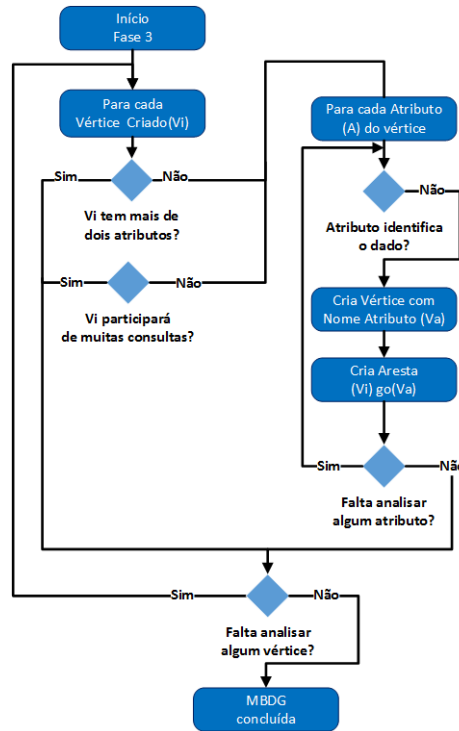 Início
Fase 3
Para cada
Vértice Criado(Vi)
Sim
Não
Vi tem mais de
dois atributos?
Sim
Não
Vi participará
de muitas consultas?
Para cada Atributo
(A) do vértice
Não
Atributo identifica
o dado?
Cria Vértice com
Nome Atributo (Va)
Cria Aresta
(Vi) go(Va)
Sim
Não
Falta analisar
algum atributo?
Sim
Não
Falta analisar
algum vértice?
MBDG
concluída